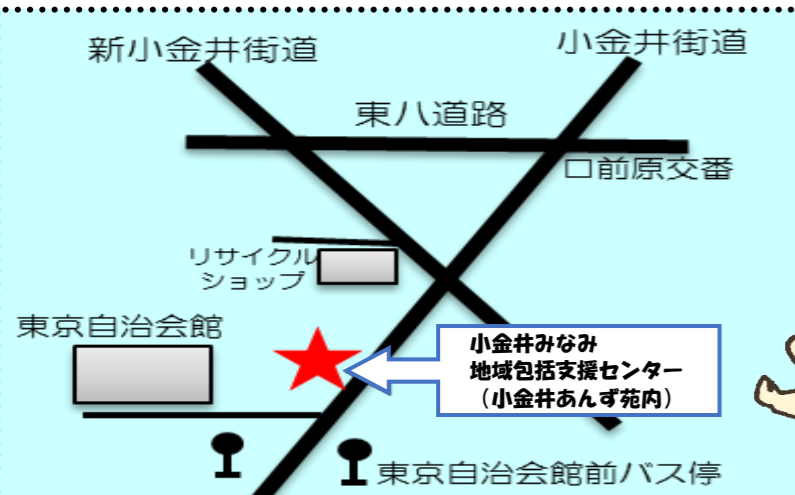 新小金井街道
小金井街道
東八道路
口前原交番
リサイクル
ショップ
東京自治会館
小金井みなみ
地域包括支援センター
（小金井あんず苑内）
東京自治会館前バス停